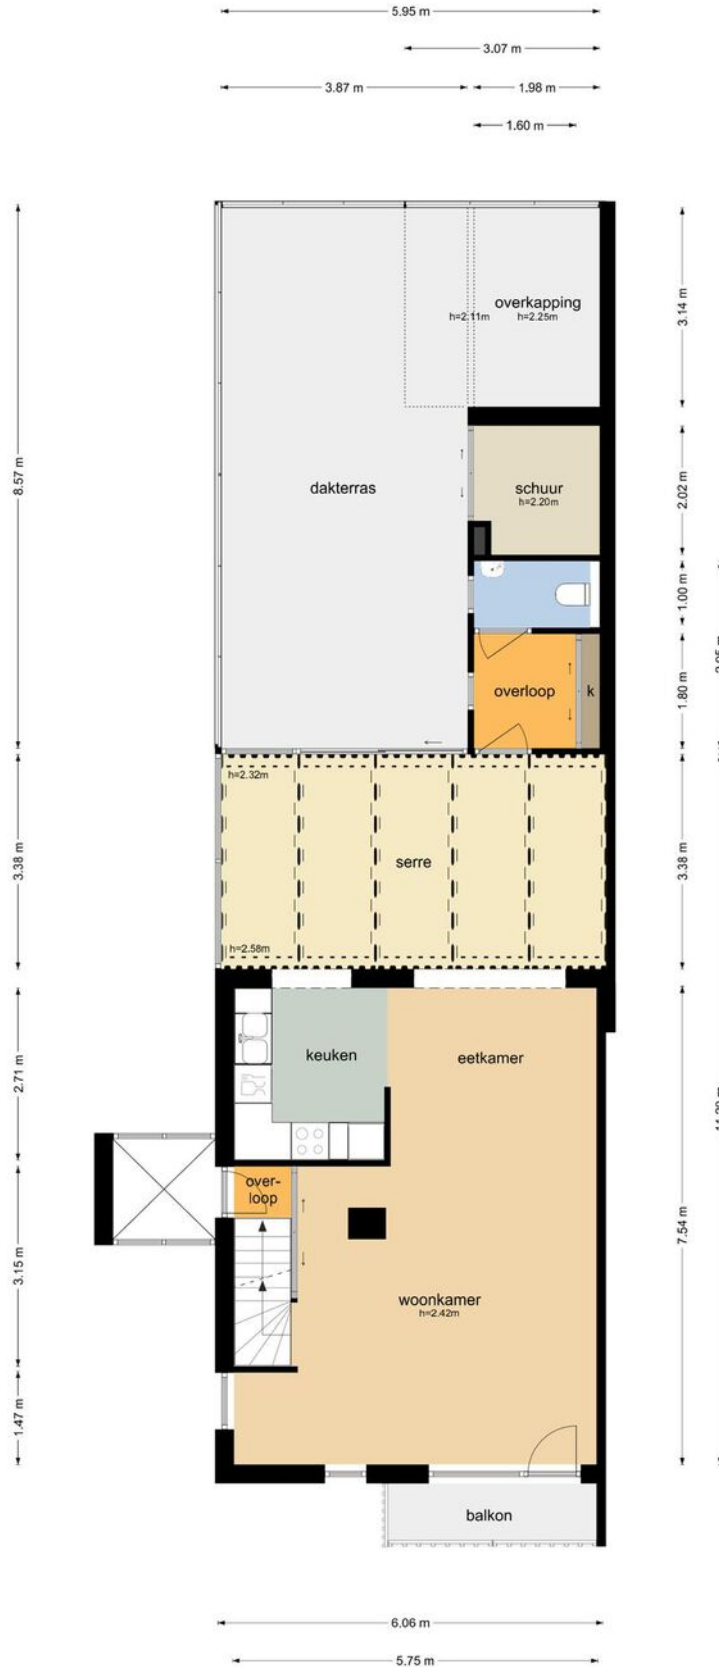 5.95 m
3.07 m
3.87 m
1.98 m
1.60 m
overkapping
h=2.11m
h=2.25m
3.14 m
8.57 m
dakterras
schuur
h=2.20m
2.02 m
1.00 m
overloop
k
1.80 m
h=2.32m
serre
3.38 m
3.38 m
h=2.58m
keuken
eetkamer
2.71 m
over-
loop
7.54 m
3.15 m
woonkamer
h=2.42m
1.47 m
balkon
6.06 m
5.75 m